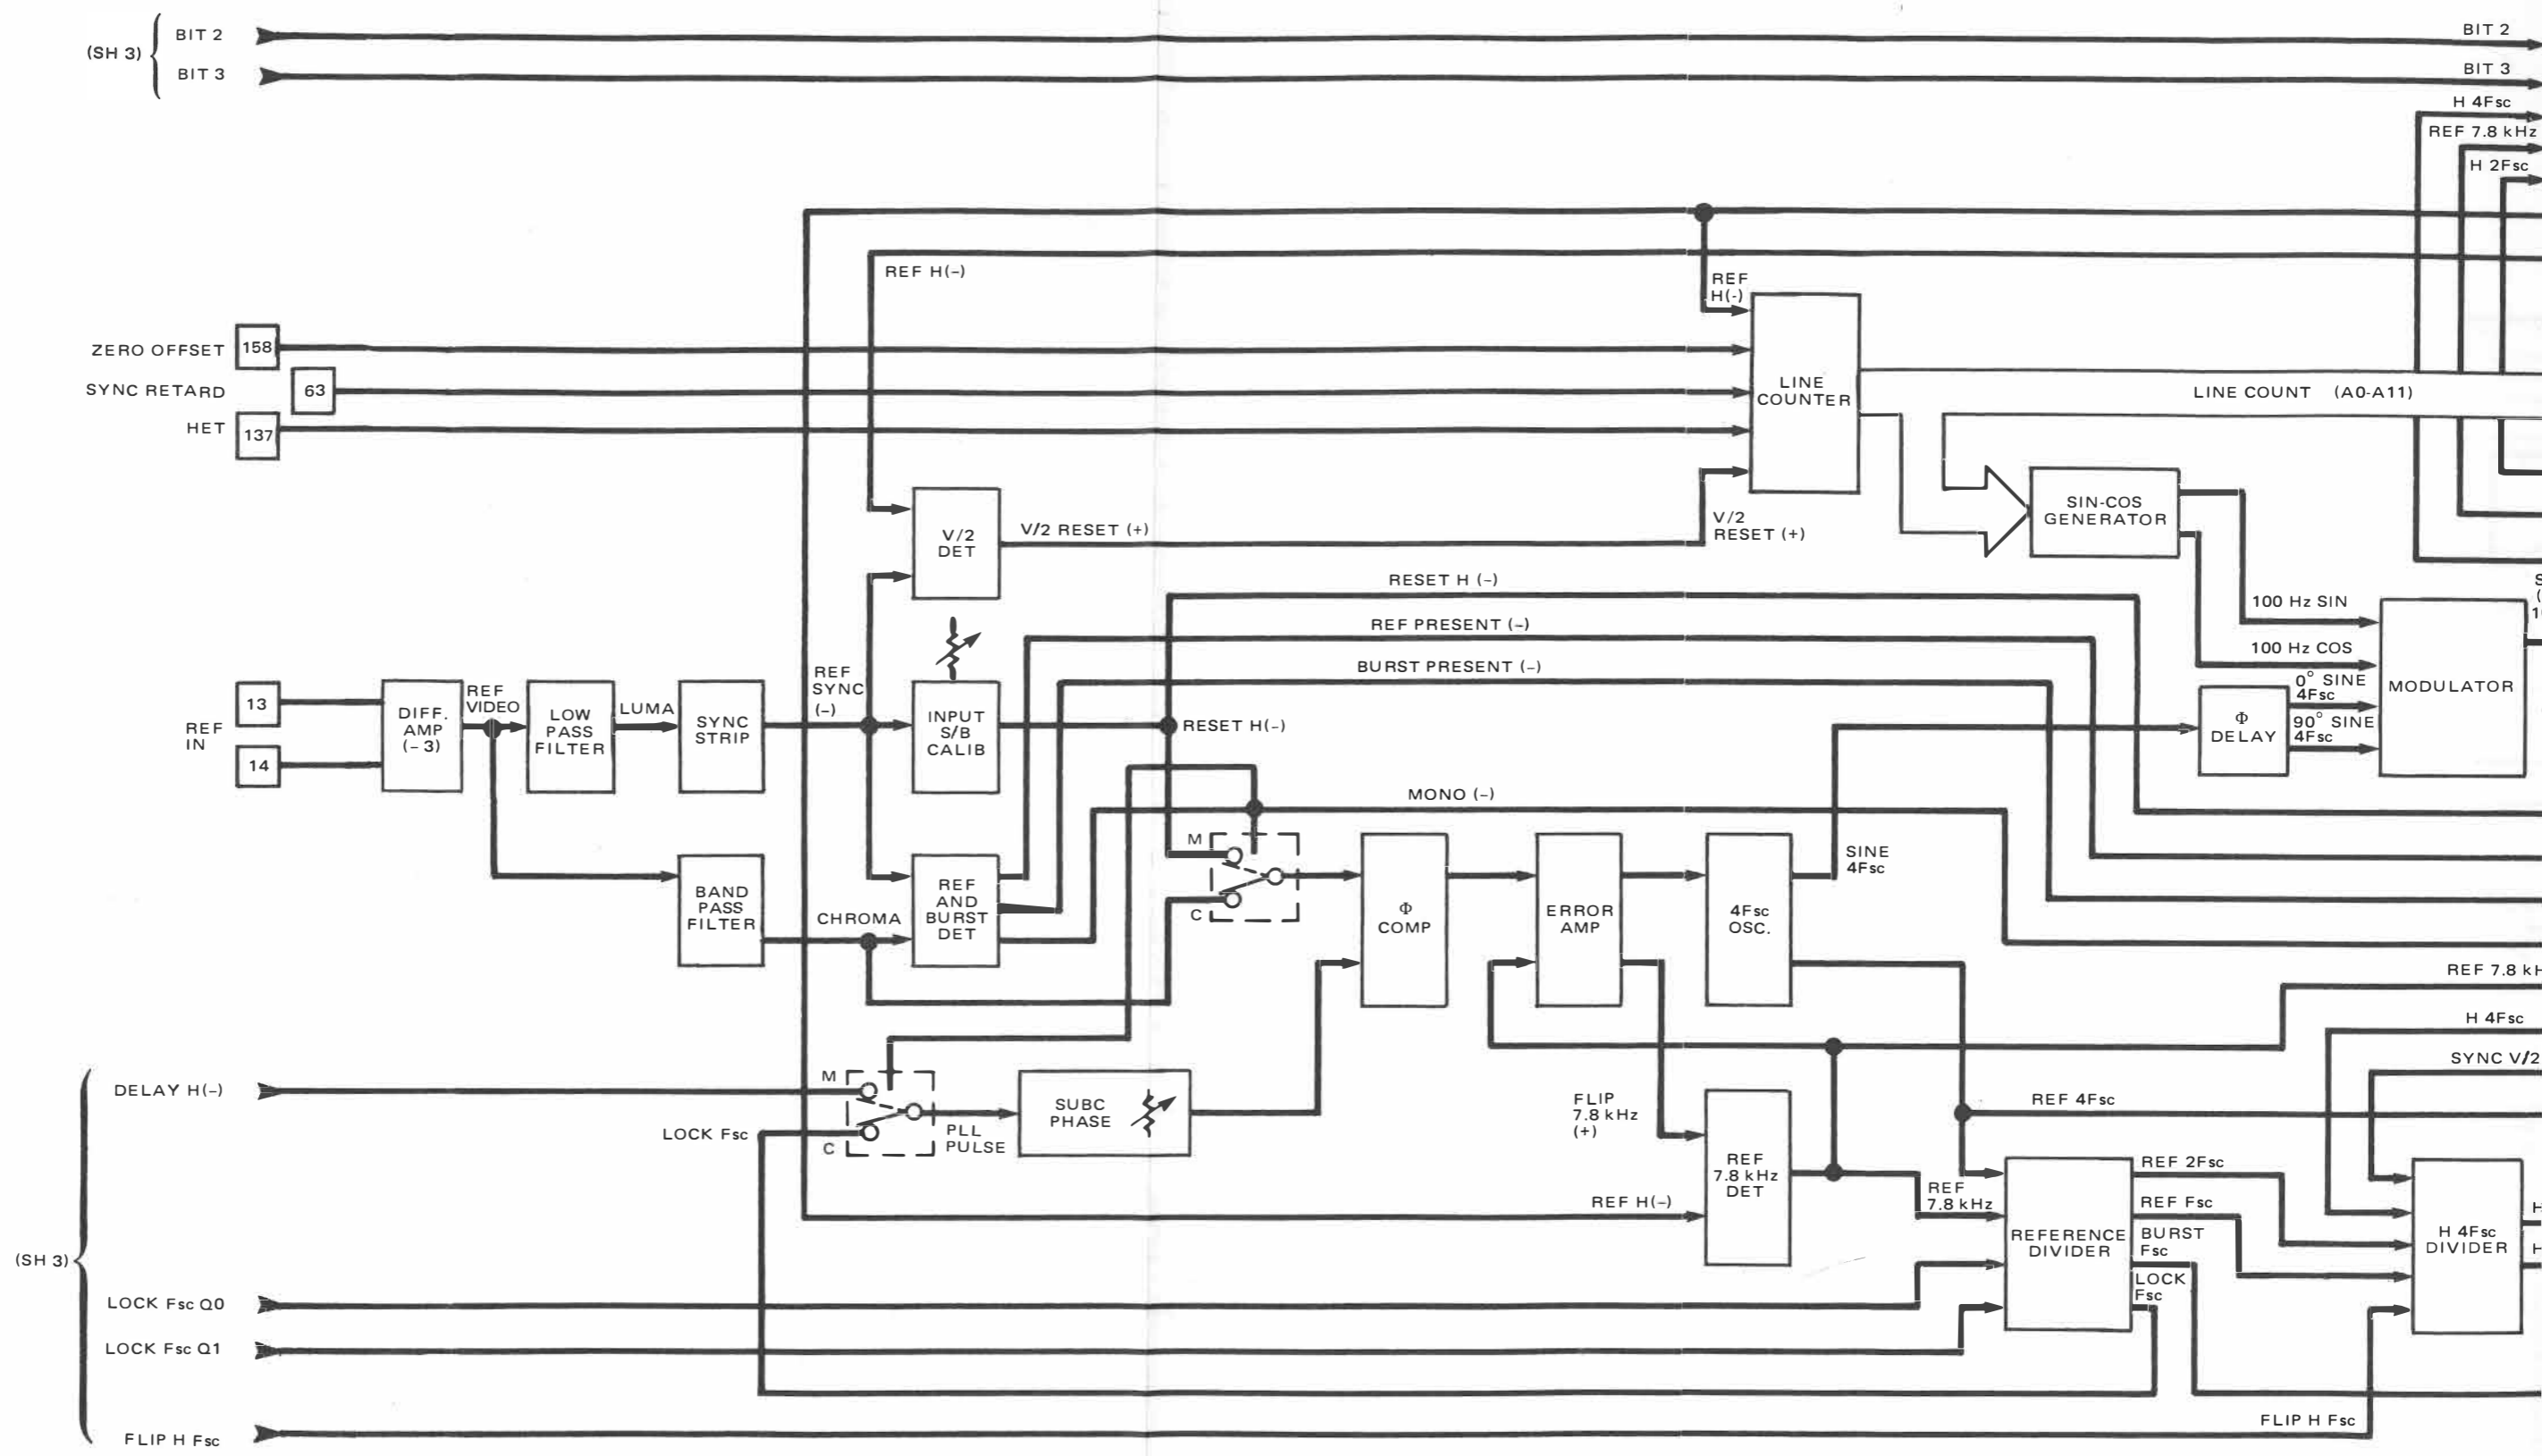 (SH 3)
BIT 2
BIT 3
BIT 2
BIT 3
H 4Fsc
REF 7.8 kHz
H 2Fsc
REF H(-)
REF
H(-)
ZERO OFFSET
158
SYNC RETARD
63
HET
137
LINE
COUNTER
LINE COUNT (A0-A11)
V/2
DET
V/2 RESET (+)
V/2
RESET (+)
SIN-COS
GENERATOR
RESET H (-)
REF PRESENT (-)
BURST PRESENT (-)
100 Hz SIN
100 Hz COS
0° SINE
4Fsc
90° SINE
4Fsc
MODULATOR
Φ
DELAY
REF
IN
13
14
DIFF.
AMP
(-3)
REF
VIDEO
LOW
PASS
FILTER
LUMA
SYNC
STRIP
REF
SYNC
(-)
INPUT
S/B
CALIB
RESET H(-)
MONO (-)
M
C
BAND
PASS
FILTER
CHROMA
REF
AND
BURST
DET
Φ
COMP
ERROR
AMP
4Fsc
OSC.
SINE
4Fsc
REF 7.8 kH
H 4Fsc
SYNC V/2
(SH 3)
DELAY H(-)
M
C
LOCK Fsc
PLL
PULSE
SUBC
PHASE
FLIP
7.8 kHz
(+)
REF H(-)
REF
7.8 kHz
DET
REF
7.8 kHz
REF 4Fsc
REFERENCE
DIVIDER
REF 2Fsc
REF Fsc
BURST
Fsc
LOCK
Fsc
H 4Fsc
DIVIDER
H
H
LOCK Fsc Q0
LOCK Fsc Q1
FLIP H Fsc
FLIP H Fsc